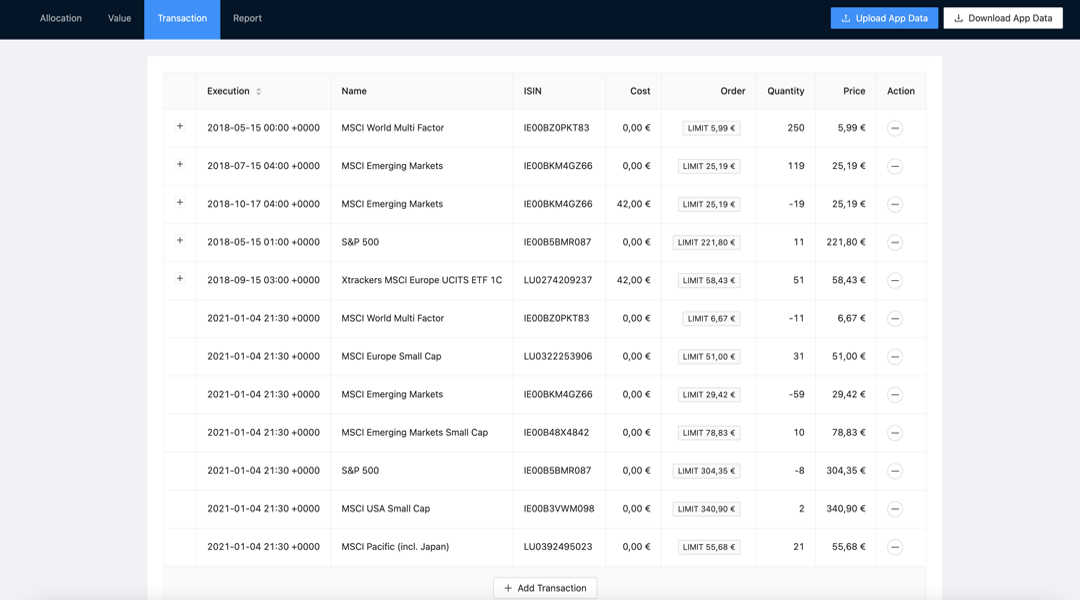 Allocation Value Transaction Report Upload App Data Download App Data
Execution Name ISIN Cost Order Quantity Price Action
+ 2018-05-15 00:00 +0000 MSCI World Multi Factor IE00BZ0PKT83 0,00 € LIMIT 5,99 € 250 5,99 €
+ 2018-07-15 04:00 +0000 MSCI Emerging Markets IE00BKM4GZ66 0,00 € LIMIT 25,19 € 119 25,19 €
+ 2018-10-17 04:00 +0000 MSCI Emerging Markets IE00BKM4GZ66 42,00 € LIMIT 25,19 € -19 25,19 €
+ 2018-05-15 01:00 +0000 S&P 500 IE00B5BMR087 0,00 € LIMIT 221,80 € 11 221,80 €
+ 2018-09-15 03:00 +0000 Xtrackers MSCI Europe UCITS ETF 1C LU0274209237 42,00 € LIMIT 58,43 € 51 58,43 €
2021-01-04 21:30 +0000 MSCI World Multi Factor IE00BZ0PKT83 0,00 € LIMIT 6,67 € -11 6,67 €
2021-01-04 21:30 +0000 MSCI Europe Small Cap LU0322253906 0,00 € LIMIT 51,00 € 31 51,00 €
2021-01-04 21:30 +0000 MSCI Emerging Markets IE00BKM4GZ66 0,00 € LIMIT 29,42 € -59 29,42 €
2021-01-04 21:30 +0000 MSCI Emerging Markets Small Cap IE00B48X4842 0,00 € LIMIT 78,83 € 10 78,83 €
2021-01-04 21:30 +0000 S&P 500 IE00B5BMR087 0,00 € LIMIT 304,35 € -8 304,35 €
2021-01-04 21:30 +0000 MSCI USA Small Cap IE00B3VWM098 0,00 € LIMIT 340,90 € 2 340,90 €
2021-01-04 21:30 +0000 MSCI Pacific (incl. Japan) LU0392495023 0,00 € LIMIT 55,68 € 21 55,68 €
+ Add Transaction